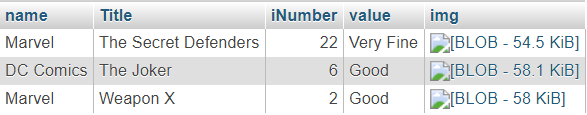 name Title iNumber value img
Marvel The Secret Defenders 22 Very Fine [BLOB - 54.5 KiB]
DC Comics The Joker 6 Good [BLOB - 58.1 KiB]
Marvel Weapon X 2 Good [BLOB - 58 KiB]